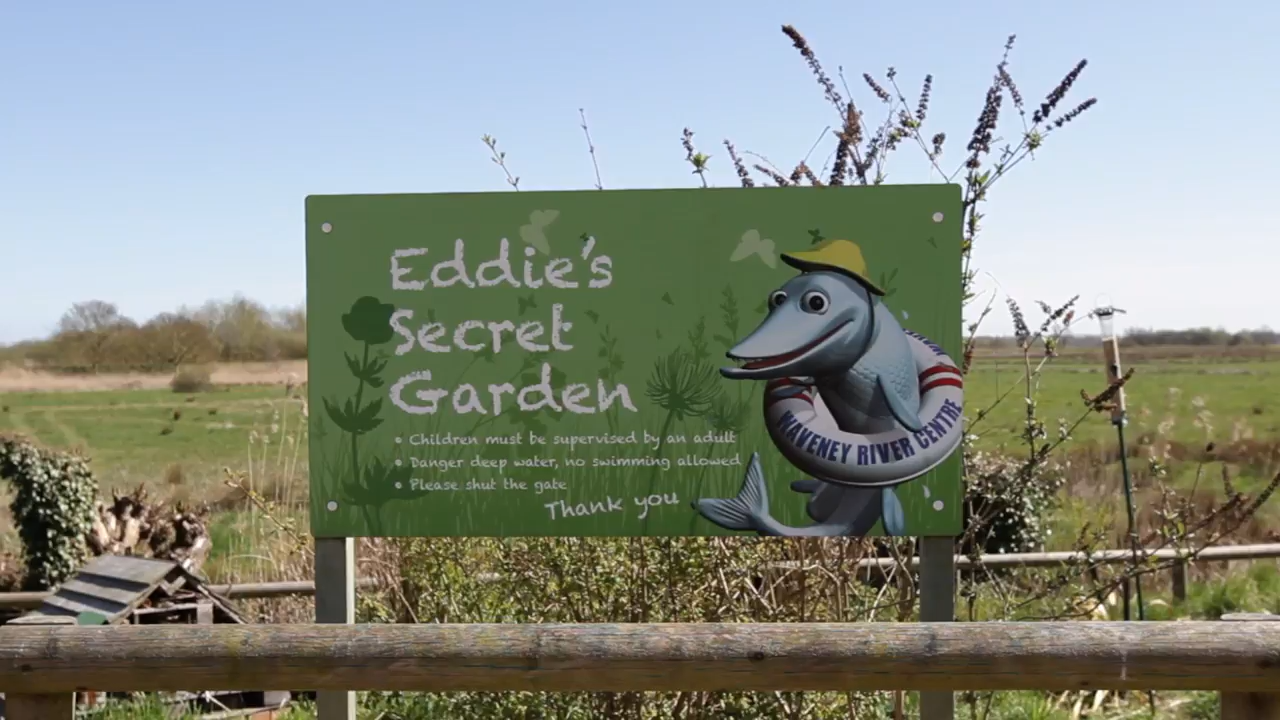 Eddie's
Secret
Garden
• Children must be supervised by an adult
• Danger deep water, no swimming allowed
• Please shut the gate
Thank you
WAVENEY RIVER CENTRE